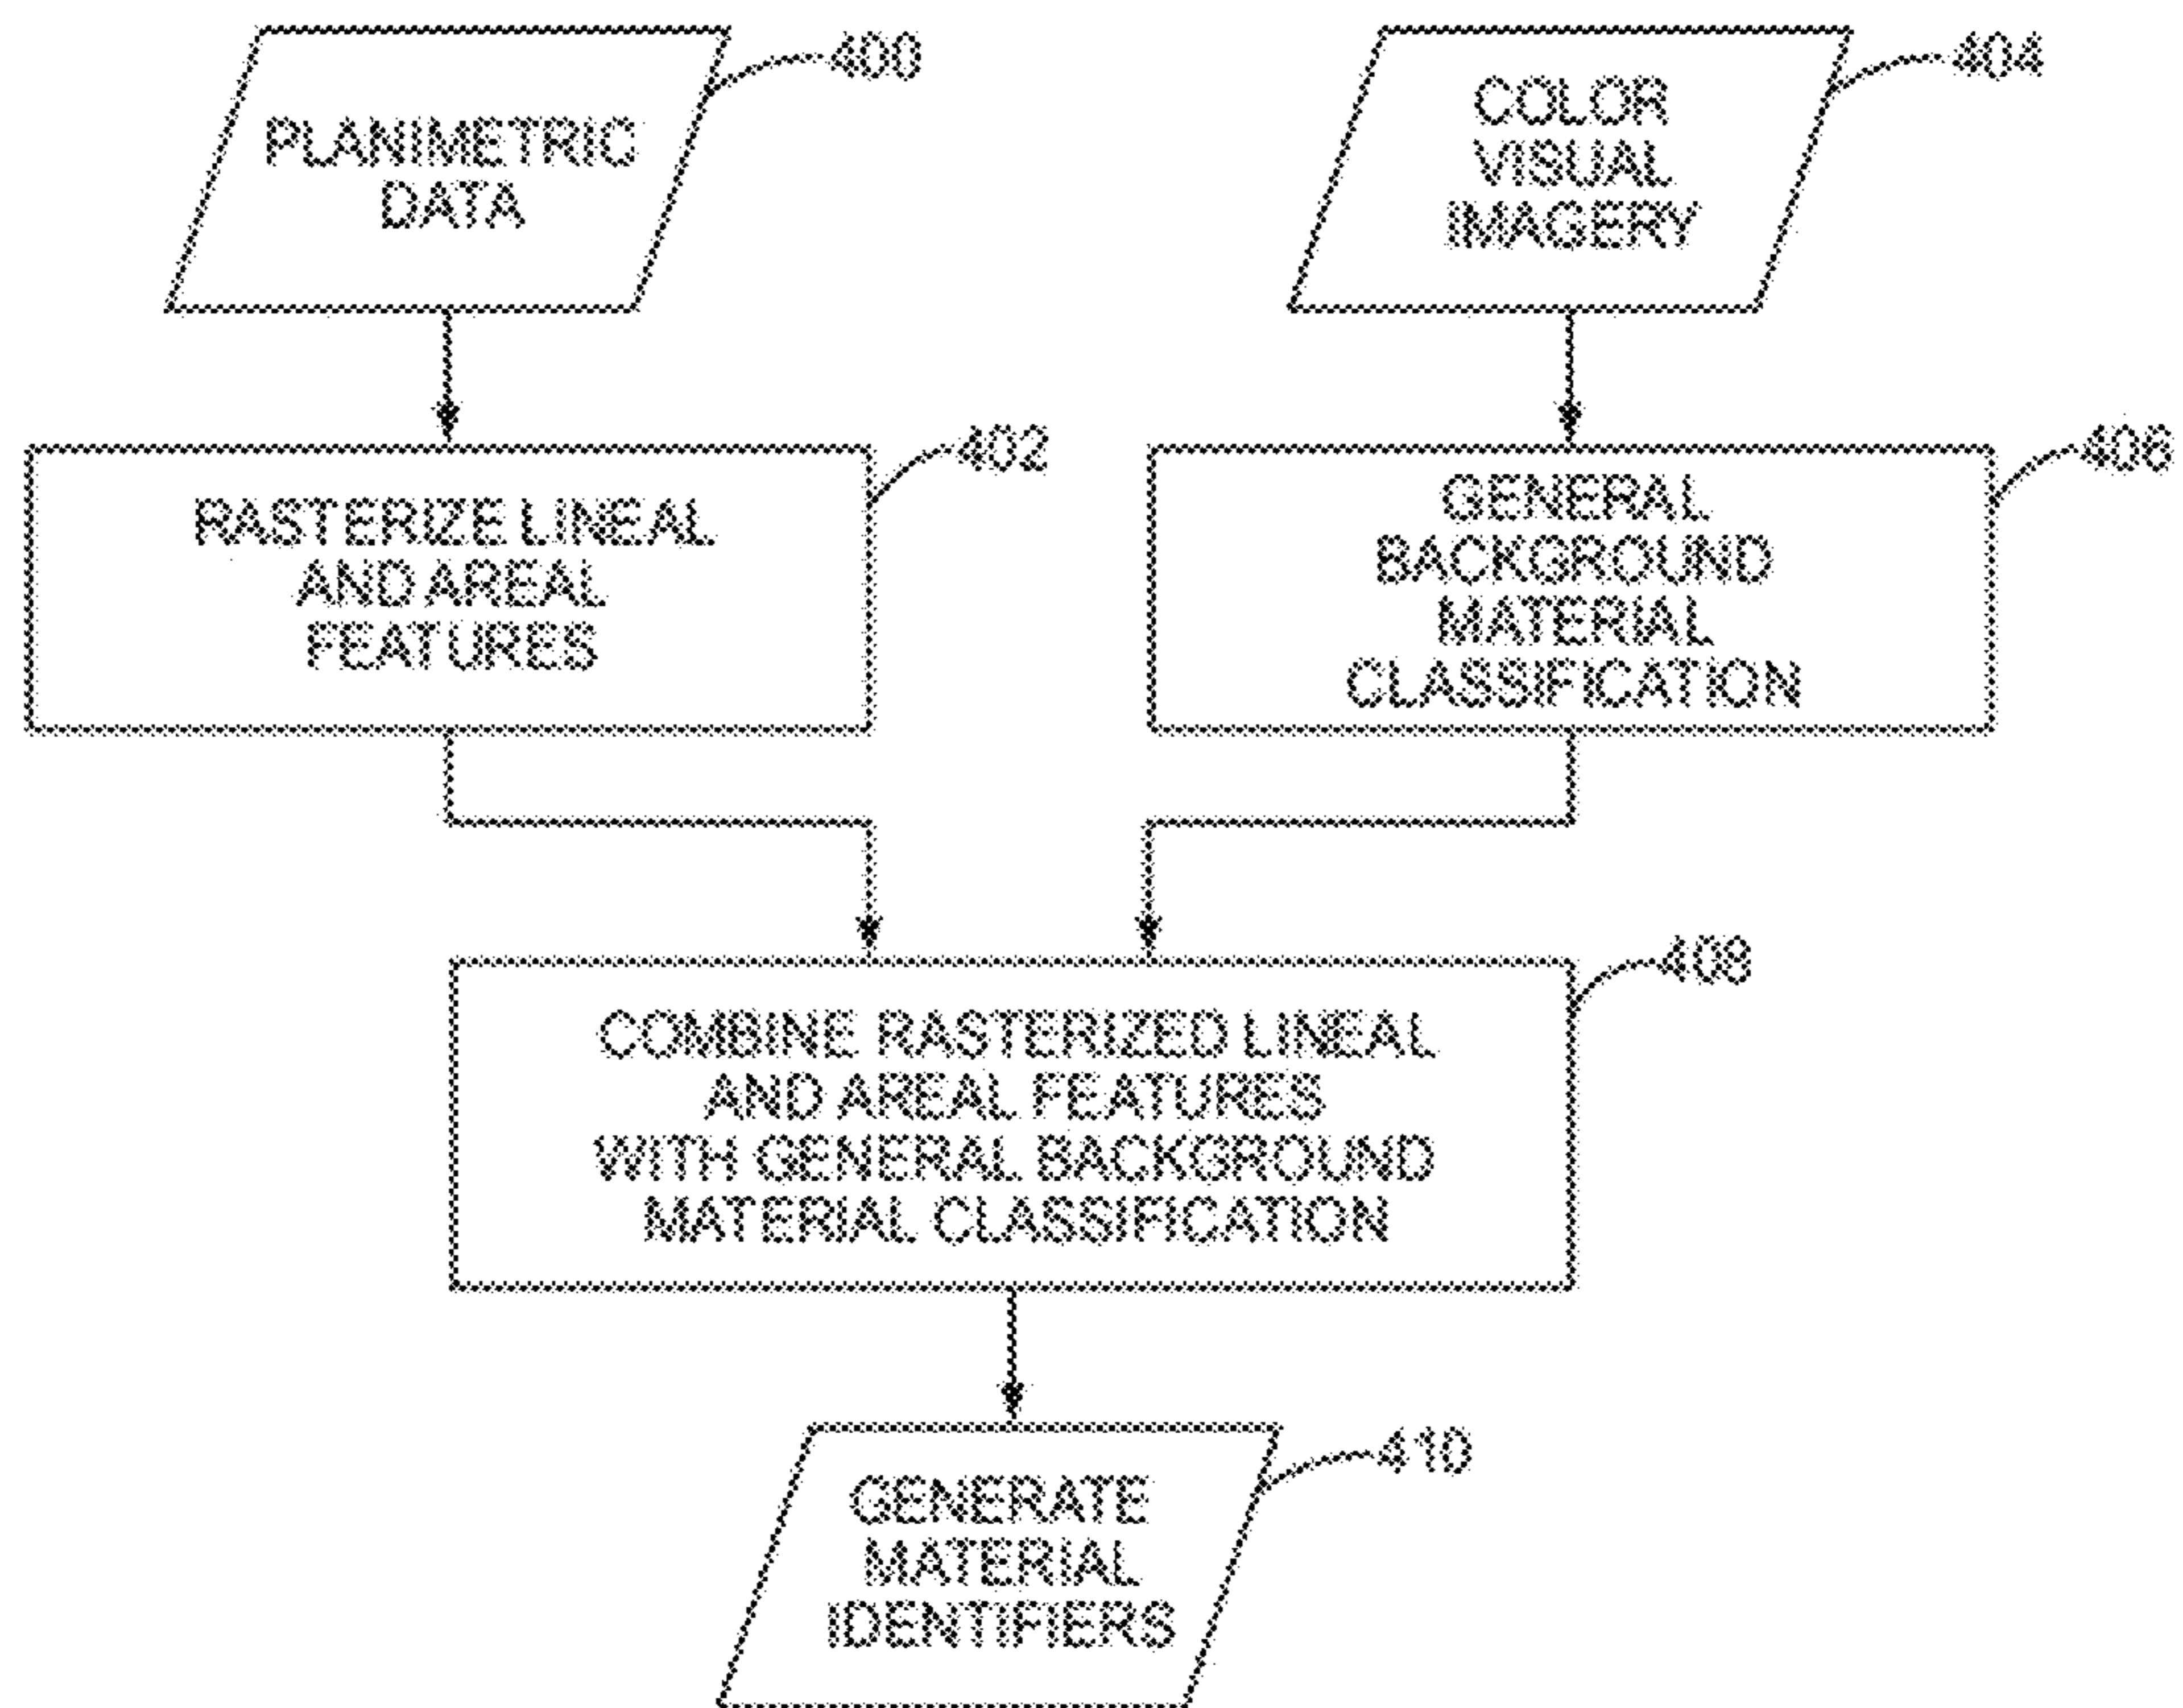 400
PLANIMETRIC
DATA
404
COLOR
VISUAL
IMAGERY
402
RASTERIZE LINEAL
AND AREAL
FEATURES
406
GENERAL
BACKGROUND
MATERIAL
CLASSIFICATION
408
COMBINE RASTERIZED LINEAL
AND AREAL FEATURES
WITH GENERAL BACKGROUND
MATERIAL CLASSIFICATION
410
GENERATE
MATERIAL
IDENTIFIERS